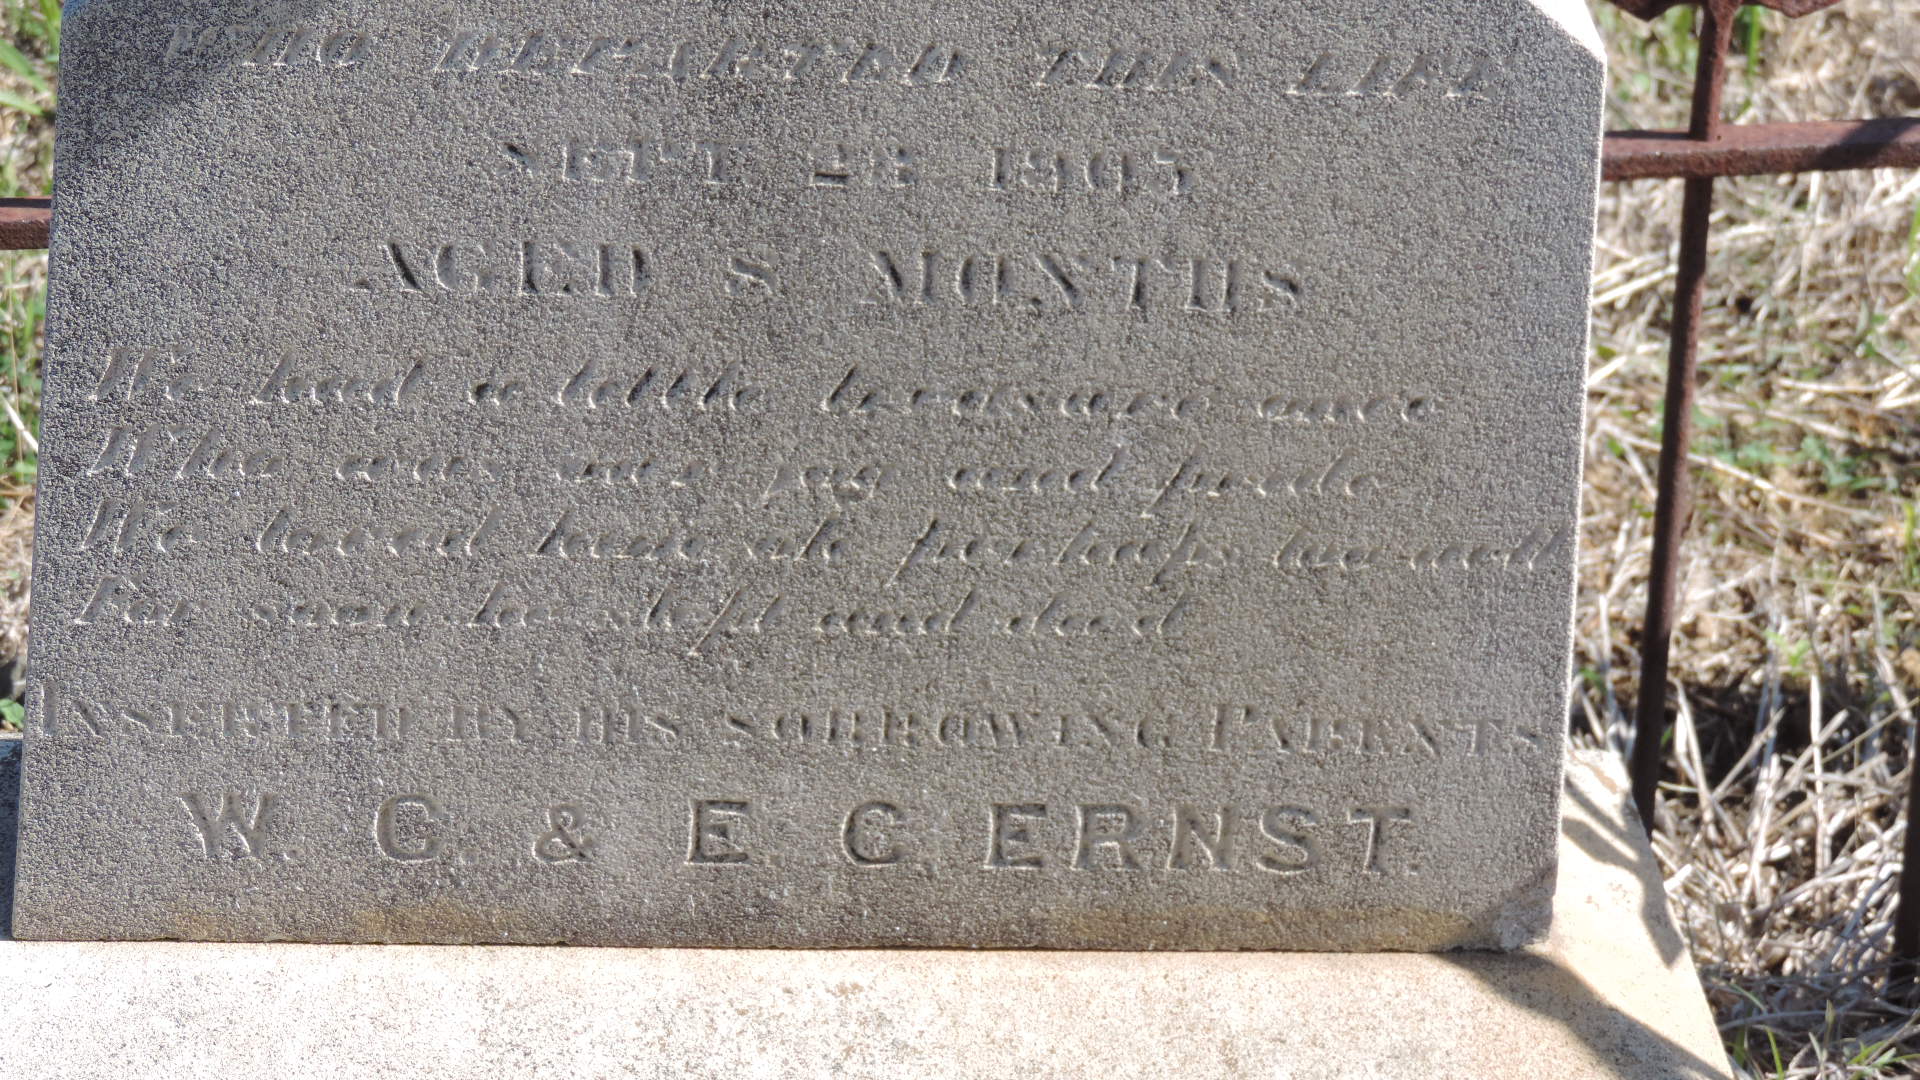 WHO DEPARTED THIS LIFE
SEPT 28 1905
AGED 8 MONTHS
We had a little treasure once
Who was our joy and pride
We loved him ah perhaps too well
For soon he slept and died
INSERTED BY HIS SORROWING PARENTS
W. C. & E. C. ERNST.